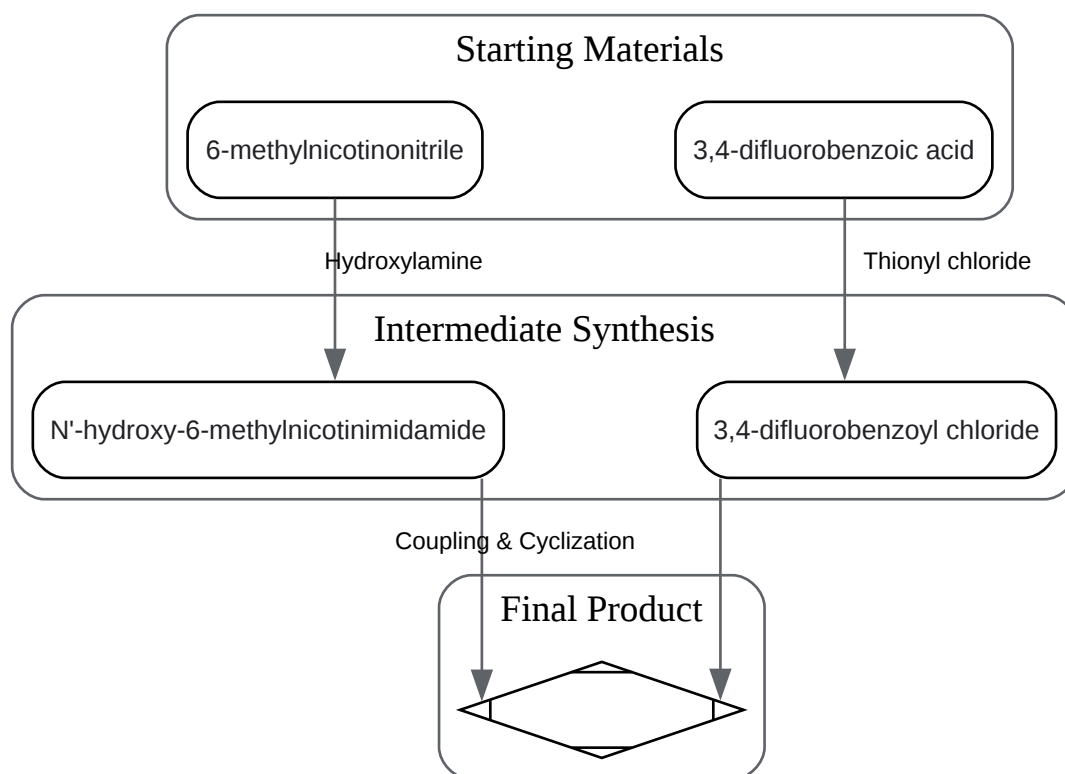 Starting Materials
6-methylnicotinonitrile
3,4-difluorobenzoic acid
Hydroxylamine
Thionyl chloride
Intermediate Synthesis
N'-hydroxy-6-methylnicotinimidamide
3,4-difluorobenzoyl chloride
Coupling & Cyclization
Final Product